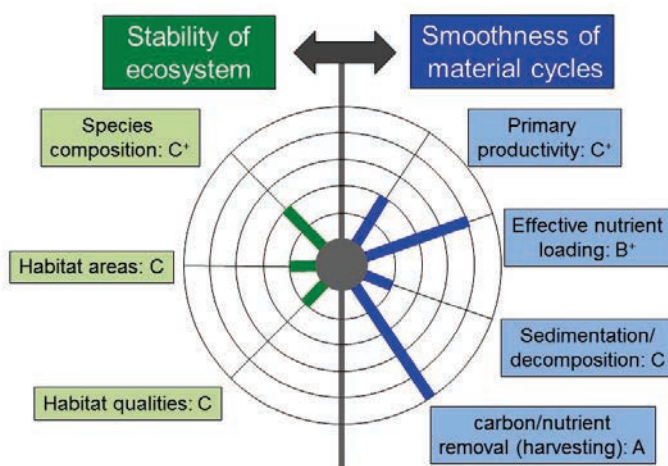 Stability of
ecosystem
Smoothness of
material cycles
Species
composition: C⁺
Habitat areas: C
Habitat qualities: C
Primary
productivity: C⁺
Effective nutrient
loading: B⁺
Sedimentation/
decomposition: C
carbon/nutrient
removal (harvesting): A